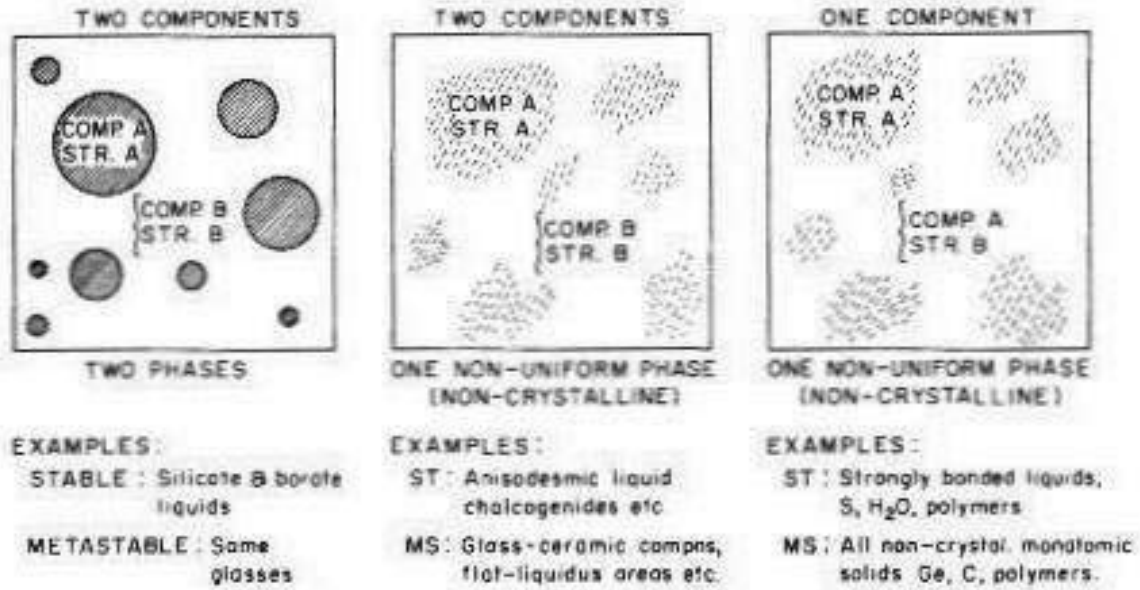 TWO COMPONENTS
COMP. A
STR. A
COMP. B
STR. B
TWO PHASES
EXAMPLES:
STABLE: Silicate & borate
liquids
METASTABLE: Same
glasses
TWO COMPONENTS
COMP. A
STR. A
COMP. B
STR. B
ONE NON-UNIFORM PHASE
(NON-CRYSTALLINE)
EXAMPLES:
ST: Anisodesmic liquid
chalcogenides etc
MS: Glass-ceramic compns,
flat-liquidus areas etc.
ONE COMPONENT
COMP. A
STR. A
COMP. A
STR. B
ONE NON-UNIFORM PHASE
(NON-CRYSTALLINE)
EXAMPLES:
ST: Strongly bonded liquids,
S, H₂O, polymers
MS: All non-crystal. monatomic
solids Ge, C, polymers.